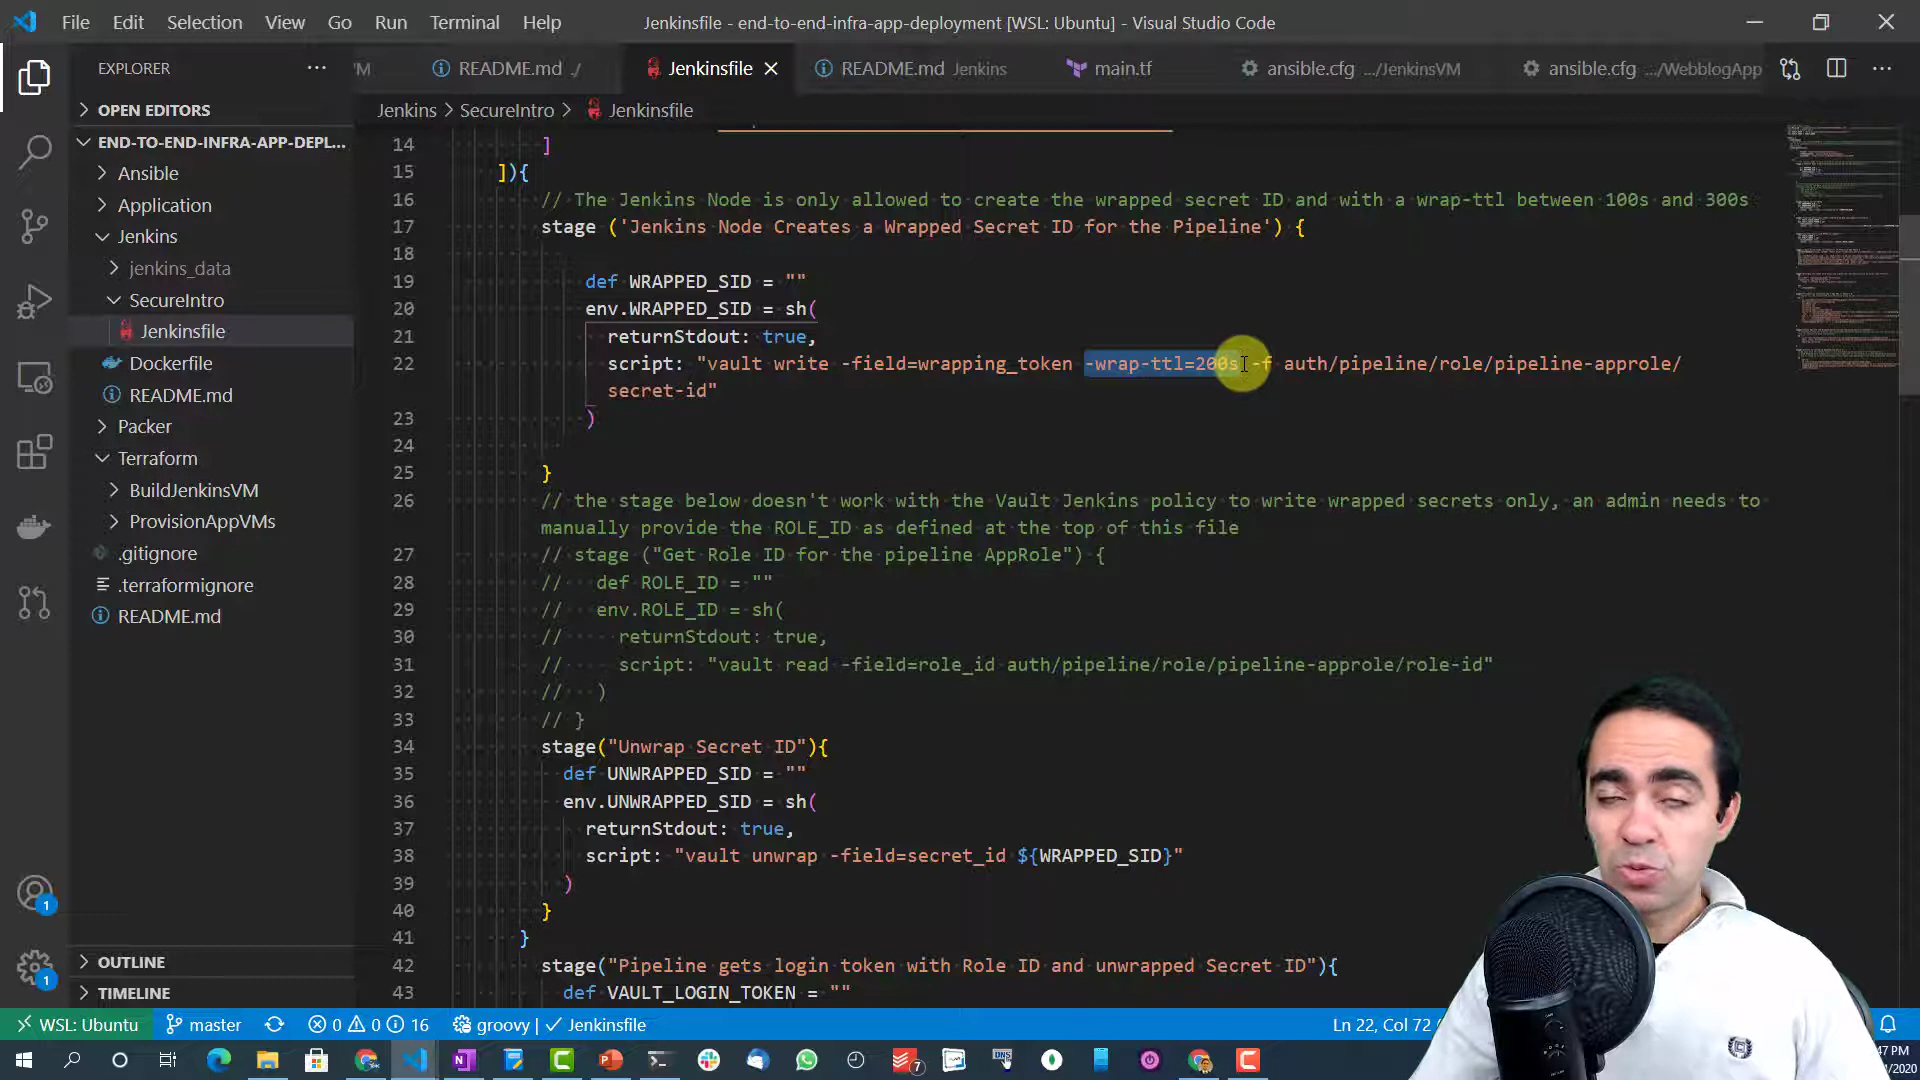 File Edit Selection View Go Run Terminal Help
Jenkinsfile - end-to-end-infra-app-deployment [WSL: Ubuntu] - Visual Studio Code
EXPLORER
README.md ./
Jenkinsfile
README.md Jenkins
main.tf
ansible.cfg .../JenkinsVM
ansible.cfg .../WebblogApp
OPEN EDITORS
END-TO-END-INFRA-APP-DEPL...
Ansible
Application
Jenkins
jenkins_data
SecureIntro
Jenkinsfile
Dockerfile
README.md
Packer
Terraform
BuildJenkinsVM
ProvisionAppVMs
.gitignore
.terraformignore
README.md
OUTLINE
TIMELINE
1
1
Jenkins > SecureIntro > Jenkinsfile
14 ]
15 ]){
16 // The Jenkins Node is only allowed to create the wrapped secret ID and with a wrap-ttl between 100s and 300s
17 stage ('Jenkins Node Creates a Wrapped Secret ID for the Pipeline') {
18
19 def WRAPPED_SID = ""
20 env.WRAPPED_SID = sh(
21 returnStdout: true,
22 script: "vault write -field=wrapping_token -wrap-ttl=200s -f auth/pipeline/role/pipeline-approle/
secret-id"
23 )
24
25 }
26 // the stage below doesn't work with the Vault Jenkins policy to write wrapped secrets only, an admin needs to
manually provide the ROLE_ID as defined at the top of this file
27 // stage ("Get Role ID for the pipeline AppRole") {
28 // def ROLE_ID = ""
29 // env.ROLE_ID = sh(
30 // returnStdout: true,
31 // script: "vault read -field=role_id auth/pipeline/role/pipeline-approle/role-id"
32 // )
33 // }
34 stage("Unwrap Secret ID"){
35 def UNWRAPPED_SID = ""
36 env.UNWRAPPED_SID = sh(
37 returnStdout: true,
38 script: "vault unwrap -field=secret_id ${WRAPPED_SID}"
39 )
40 }
41 }
42 stage("Pipeline gets login token with Role ID and unwrapped Secret ID"){
43 def VAULT_LOGIN_TOKEN = ""
WSL: Ubuntu master 0 0 16 groovy | Jenkinsfile Ln 22, Col 72
7